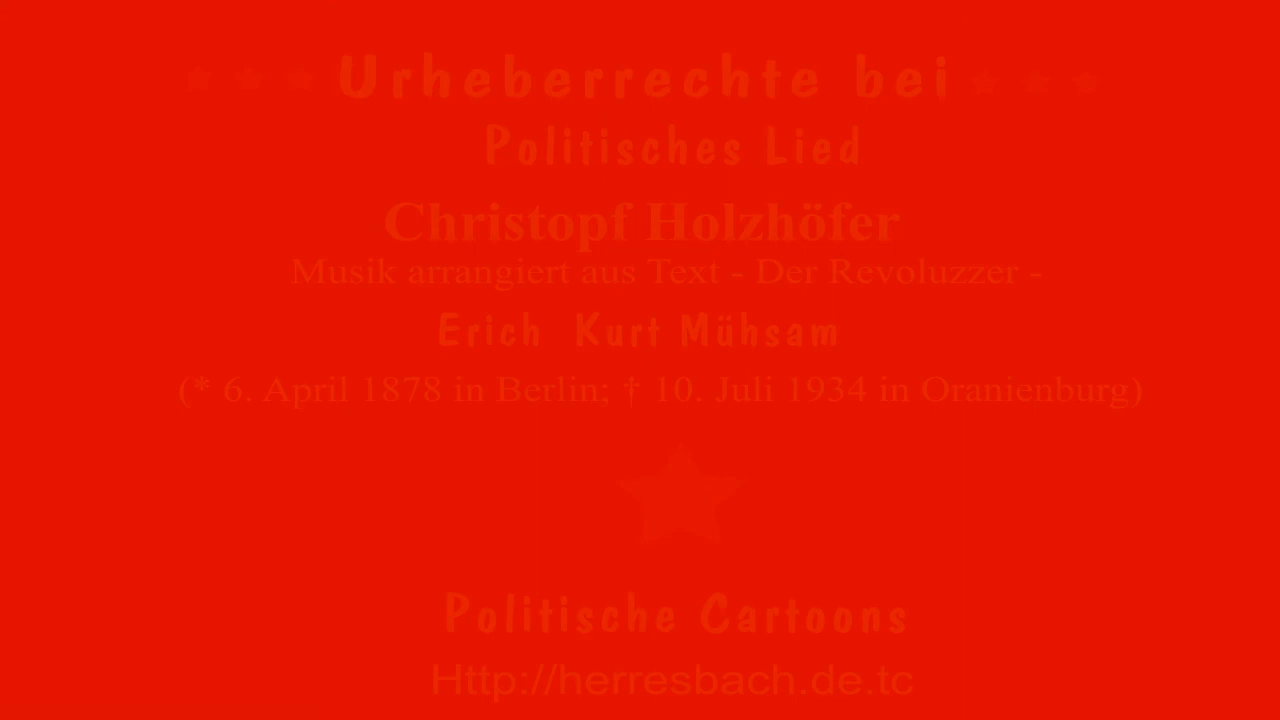 Urheberrechte bei
Politisches Lied
Christopf Holzhöfer
Musik arrangiert aus Text - Der Revoluzzer -
Erich Kurt Mühsam
(* 6. April 1878 in Berlin; † 10. Juli 1934 in Oranienburg)
Politische Cartoons
Http://herresbach.de.tc